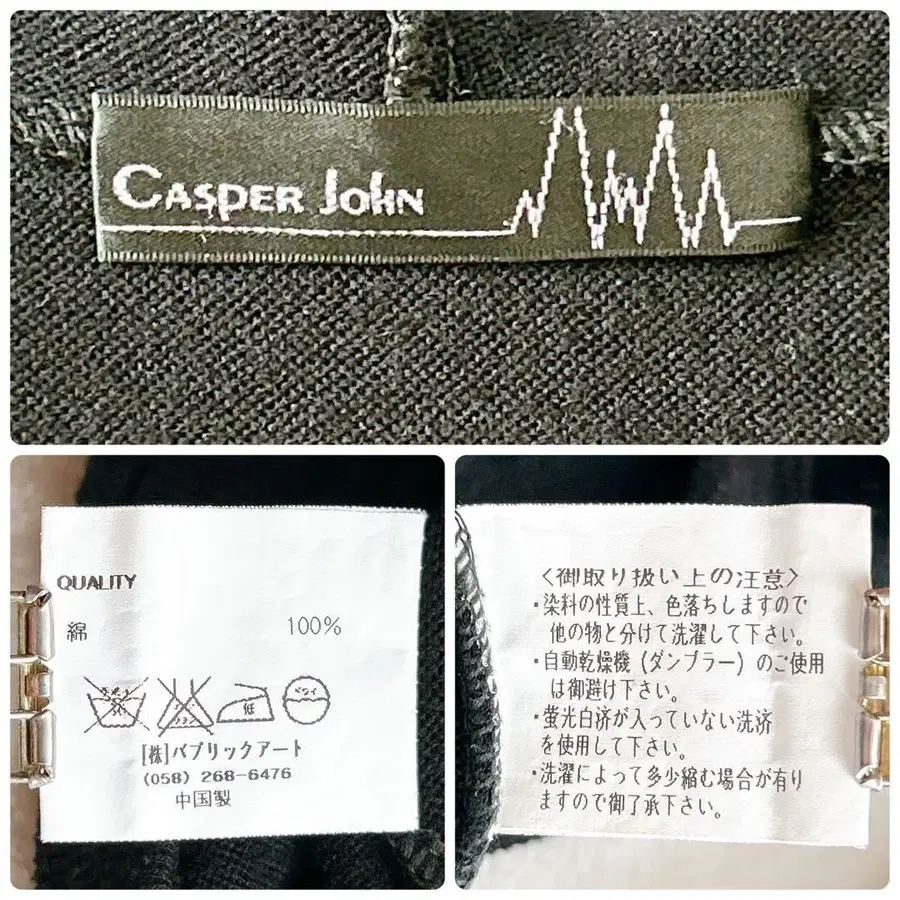 CASPER JOHN
QUALITY
綿 100%
低
ドライ
[株]パブリックアート
(058) 268-6476
中国製
<御取り扱い上の注意>
・染料の性質上、色落ちしますので
他の物と分けて洗濯して下さい。
・自動乾燥機 (ダンブラー) のご使用
は御避け下さい。
・蛍光白済が入っていない洗済
を使用して下さい。
・洗濯によって多少縮む場合が有り
ますので御了承下さい。